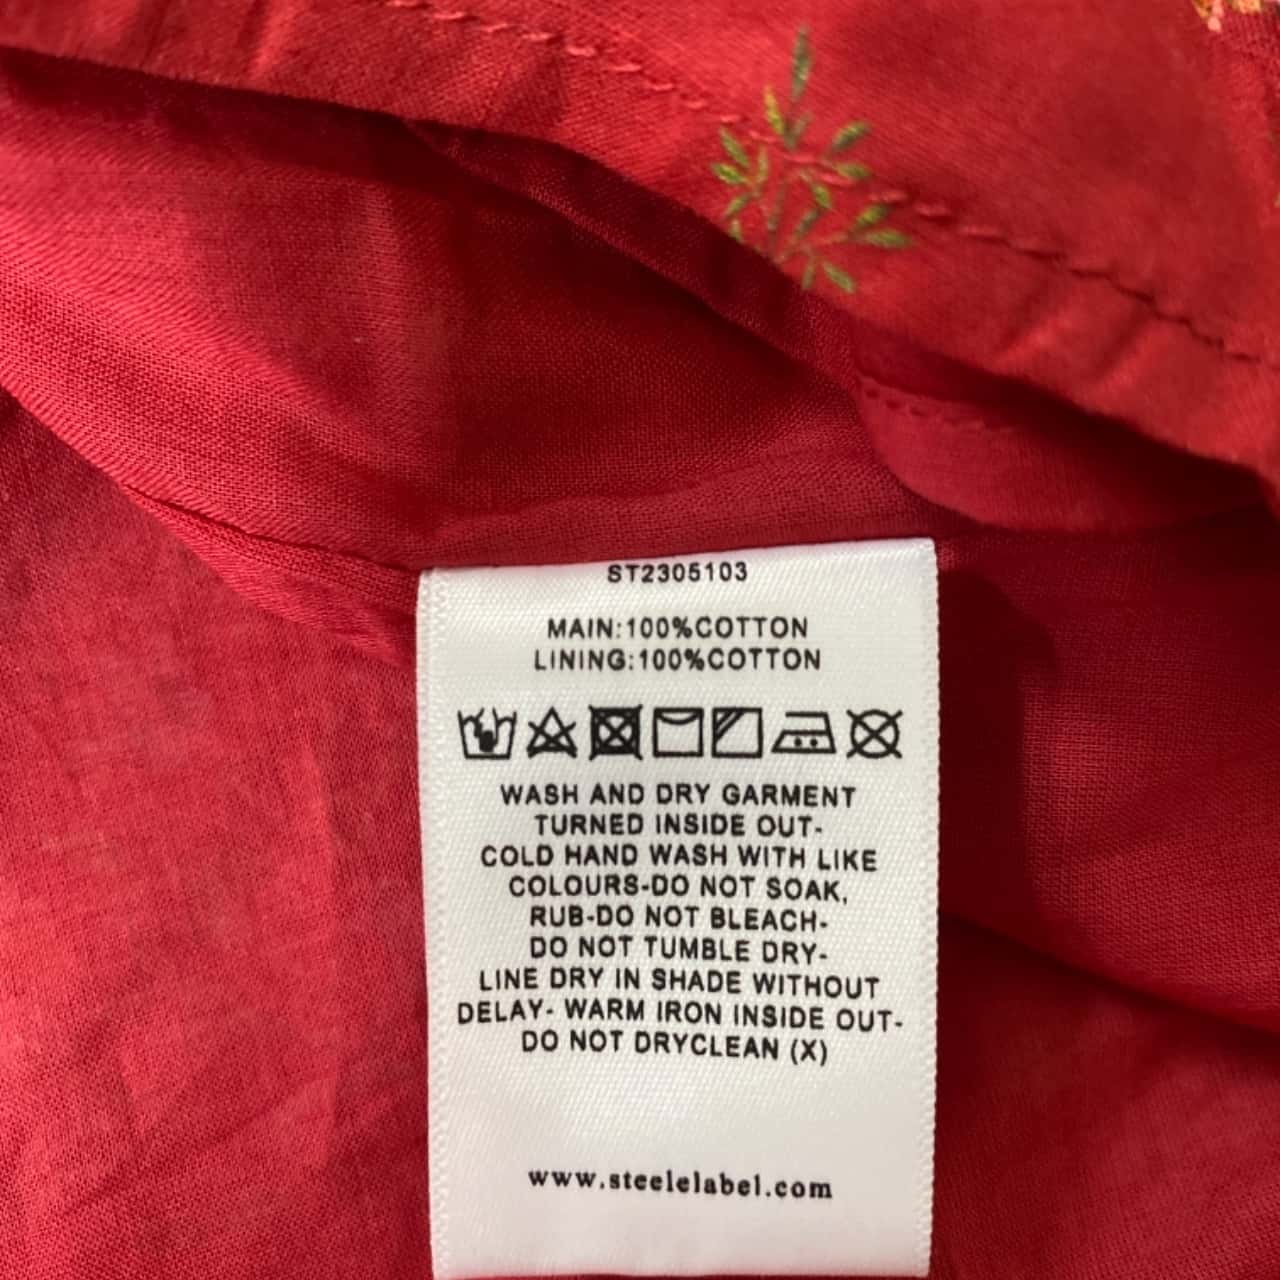 ST2305103
MAIN:100%COTTON
LINING:100%COTTON
WASH AND DRY GARMENT
TURNED INSIDE OUT-
COLD HAND WASH WITH LIKE
COLOURS-DO NOT SOAK,
RUB-DO NOT BLEACH-
DO NOT TUMBLE DRY-
LINE DRY IN SHADE WITHOUT
DELAY- WARM IRON INSIDE OUT-
DO NOT DRYCLEAN (X)
www.steelelabel.com